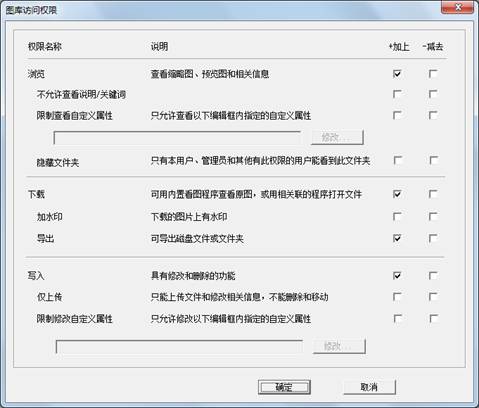 图库访问权限
权限名称 说明 +加上 -减去
浏览 查看缩略图、预览图和相关信息
不允许查看说明/关键词
限制查看自定义属性 只允许查看以下编辑框内指定的自定义属性
修改...
隐藏文件夹 只有本用户、管理员和其他有此权限的用户能看到此文件夹
下载 可用内置看图程序查看原图，或用相关联的程序打开文件
加水印 下载的图片上有水印
导出 可导出磁盘文件或文件夹
写入 具有修改和删除的功能
仅上传 只能上传文件和修改相关信息，不能删除和移动
限制修改自定义属性 只允许修改以下编辑框内指定的自定义属性
修改...
确定 取消